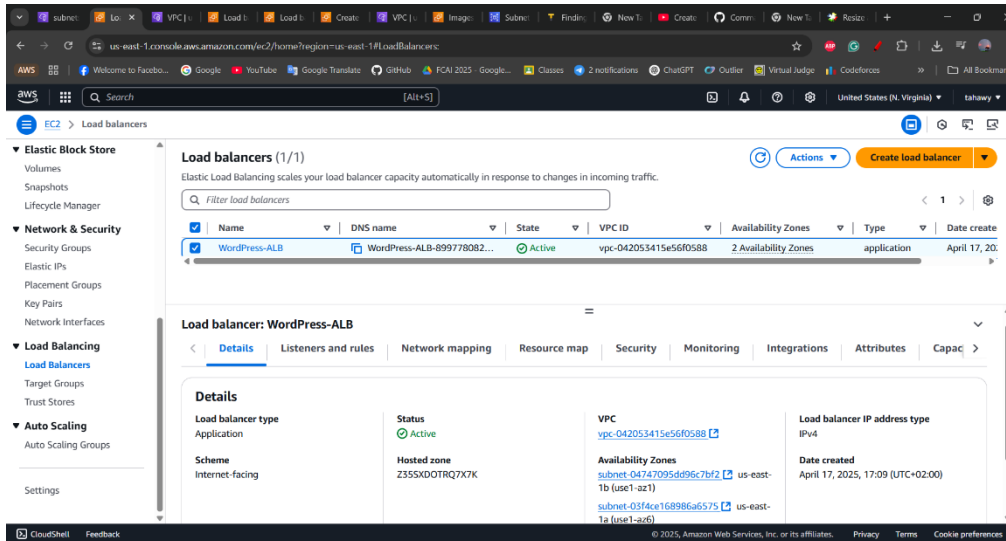 subnet
Lo
VPC | u
Load b
Load b
Create
VPC | u
Images
Subnet
Finding
New Ta
Create
Comm
New Ta
Resize
us-east-1.console.aws.amazon.com/ec2/home?region=us-east-1#LoadBalancers:
AWS
Welcome to Facebo...
Google
YouTube
Google Translate
GitHub
FCAI 2025 - Google...
Classes
2 notifications
ChatGPT
Outlier
Virtual Judge
Codeforces
»
All Bookmar
aws
Search
[Alt+S]
United States (N. Virginia)
tahawy
EC2 > Load balancers
Elastic Block Store
Volumes
Snapshots
Lifecycle Manager
Network & Security
Security Groups
Elastic IPs
Placement Groups
Key Pairs
Network Interfaces
Load Balancing
Load Balancers
Target Groups
Trust Stores
Auto Scaling
Auto Scaling Groups
Settings
Load balancers (1/1)
Actions
Create load balancer
Elastic Load Balancing scales your load balancer capacity automatically in response to changes in incoming traffic.
Filter load balancers
1
Name DNS name State VPC ID Availability Zones Type Date create
WordPress-ALB WordPress-ALB-899778082... Active vpc-042053415e56f0588 2 Availability Zones application April 17, 20
Load balancer: WordPress-ALB
Details Listeners and rules Network mapping Resource map Security Monitoring Integrations Attributes Capac
Details
Load balancer type
Application
Status
Active
VPC
vpc-042053415e56f0588
Load balancer IP address type
IPv4
Scheme
Internet-facing
Hosted zone
Z35SXDOTRQ7X7K
Availability Zones
subnet-04747095dd96c7bf2 us-east-
1b (use1-az1)
subnet-03f4ce168986a6575 us-east-
1a (use1-az6)
Date created
April 17, 2025, 17:09 (UTC+02:00)
CloudShell Feedback
© 2025, Amazon Web Services, Inc. or its affiliates. Privacy Terms Cookie preferences